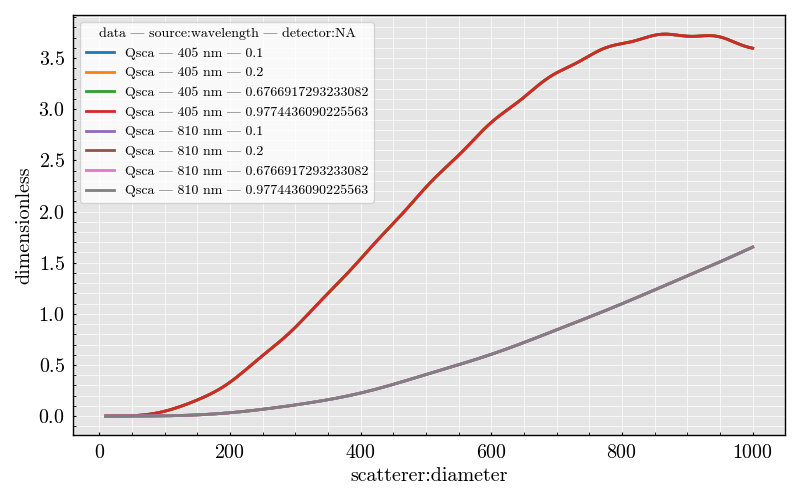 data — source:wavelength — detector:NA
Qsca — 405 nm — 0.1
Qsca — 405 nm — 0.2
Qsca — 405 nm — 0.6766917293233082
Qsca — 405 nm — 0.9774436090225563
Qsca — 810 nm — 0.1
Qsca — 810 nm — 0.2
Qsca — 810 nm — 0.6766917293233082
Qsca — 810 nm — 0.9774436090225563
3.5
3.0
2.5
2.0
1.5
1.0
0.5
0.0
dimensionless
0 200 400 600 800 1000
scatterer:diameter